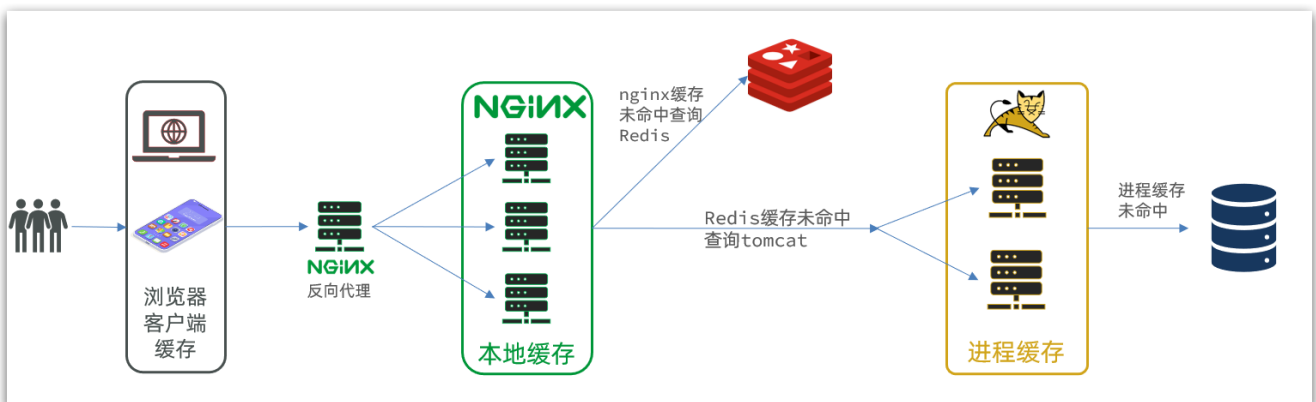 浏览器
客户端
缓存
NGiNX
反向代理
NGiNX
本地缓存
nginx缓存
未命中查询
Redis
Redis缓存未命中
查询tomcat
进程缓存
进程缓存
未命中